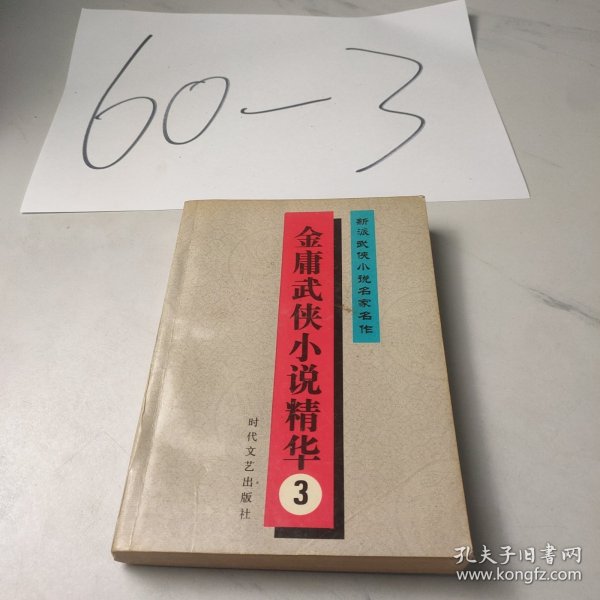 60-3
新派武侠小说名家名作
金庸武侠小说精华
3
时代文艺出版社
孔夫子旧书网
www.kongfz.com